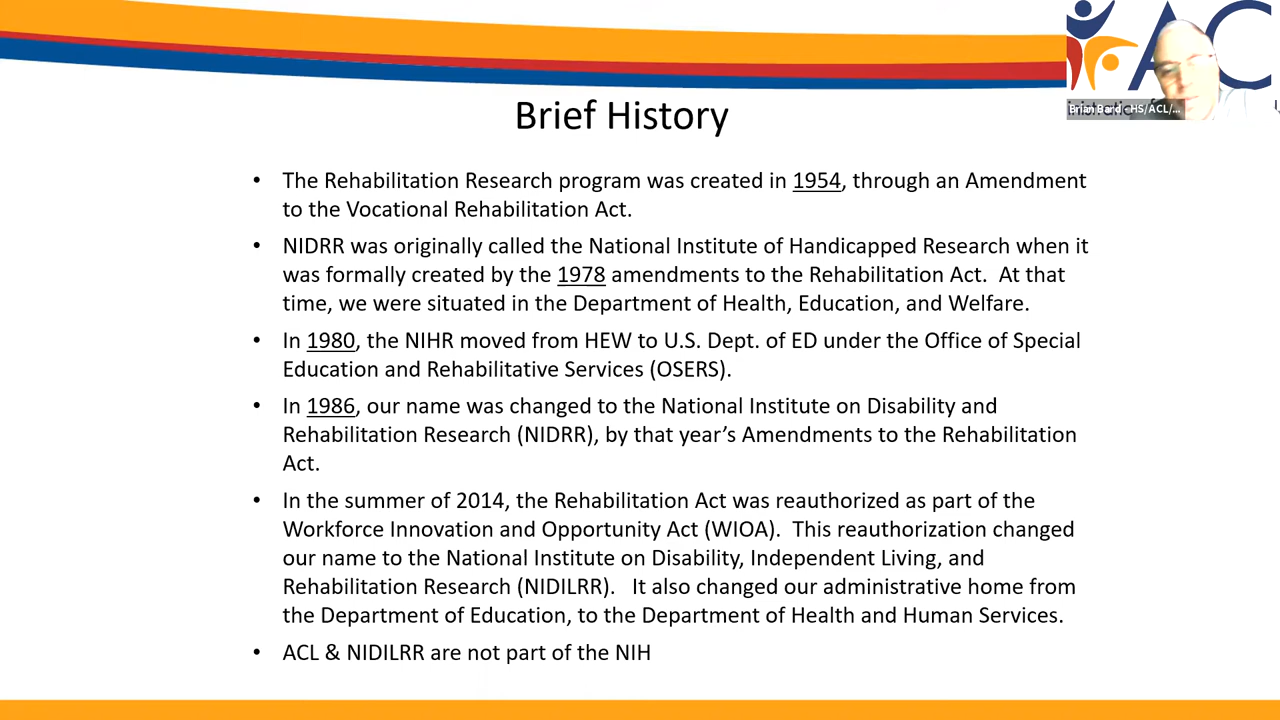 AC
Brian Bard - HS/ACL/...
Brief History
• The Rehabilitation Research program was created in 1954, through an Amendment
to the Vocational Rehabilitation Act.
• NIDRR was originally called the National Institute of Handicapped Research when it
was formally created by the 1978 amendments to the Rehabilitation Act.  At that
time, we were situated in the Department of Health, Education, and Welfare.
• In 1980, the NIHR moved from HEW to U.S. Dept. of ED under the Office of Special
Education and Rehabilitative Services (OSERS).
• In 1986, our name was changed to the National Institute on Disability and
Rehabilitation Research (NIDRR), by that year’s Amendments to the Rehabilitation
Act.
• In the summer of 2014, the Rehabilitation Act was reauthorized as part of the
Workforce Innovation and Opportunity Act (WIOA).  This reauthorization changed
our name to the National Institute on Disability, Independent Living, and
Rehabilitation Research (NIDILRR).   It also changed our administrative home from
the Department of Education, to the Department of Health and Human Services.
• ACL & NIDILRR are not part of the NIH